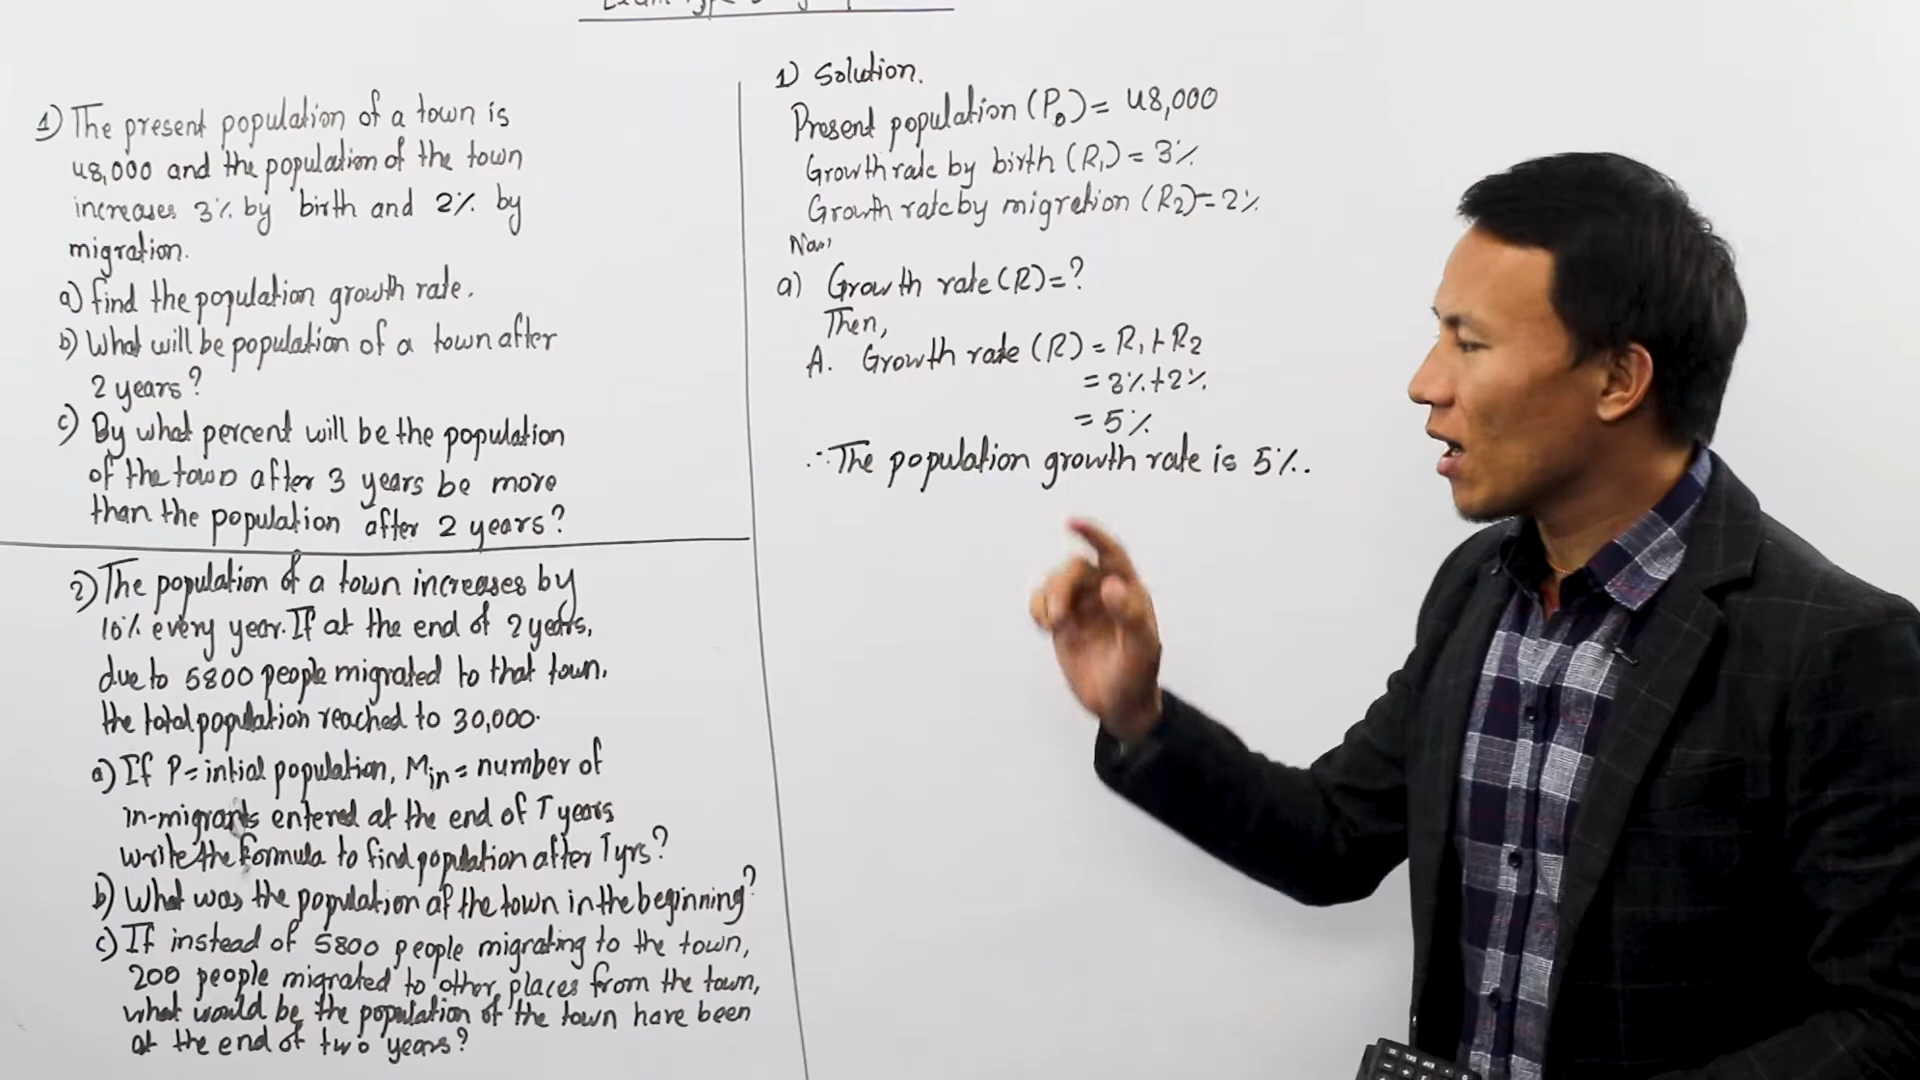 1) The present population of a town is
48,000 and the population of the town
increases 3% by birth and 2% by
migration.
a) find the population growth rate.
b) What will be population of a town after
2 years?
c) By what percent will be the population
of the town after 3 years be more
than the population after 2 years?
2) The population of a town increases by
10% every year. If at the end of 2 years,
due to 5800 people migrated to that town,
the total population reached to 30,000.
a) If P = intial population, Min = number of
in-migrants entered at the end of T years
write the formula to find population after T yrs?
b) What was the population of the town in the beginning?
c) If instead of 5800 people migrating to the town,
200 people migrated to other places from the town,
what would be the population of the town have been
at the end of two years?
1) Solution.
Present population (P0) = 48,000
Growth rate by birth (R1) = 3%
Growth rate by migration (R2) = 2%
Now,
a) Growth rate (R) = ?
Then,
A. Growth rate (R) = R1 + R2
= 3% + 2%
= 5%
∴ The population growth rate is 5%.